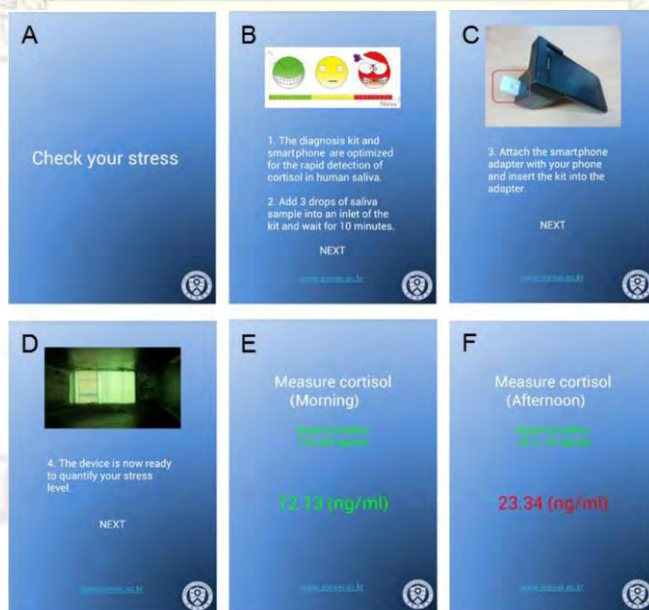 A
Check your stress
B
Stress
1. The diagnosis kit and
smartphone are optimized
for the rapid detection of
cortisol in human saliva.
2. Add 3 drops of saliva
sample into an inlet of the
kit and wait for 10 minutes.
NEXT
C
3. Attach the smartphone
adapter with your phone
and insert the kit into the
adapter.
NEXT
D
4. The device is now ready
to quantify your stress
level.
NEXT
E
Measure cortisol
(Morning)
12.13 (ng/ml)
F
Measure cortisol
(Afternoon)
23.34 (ng/ml)